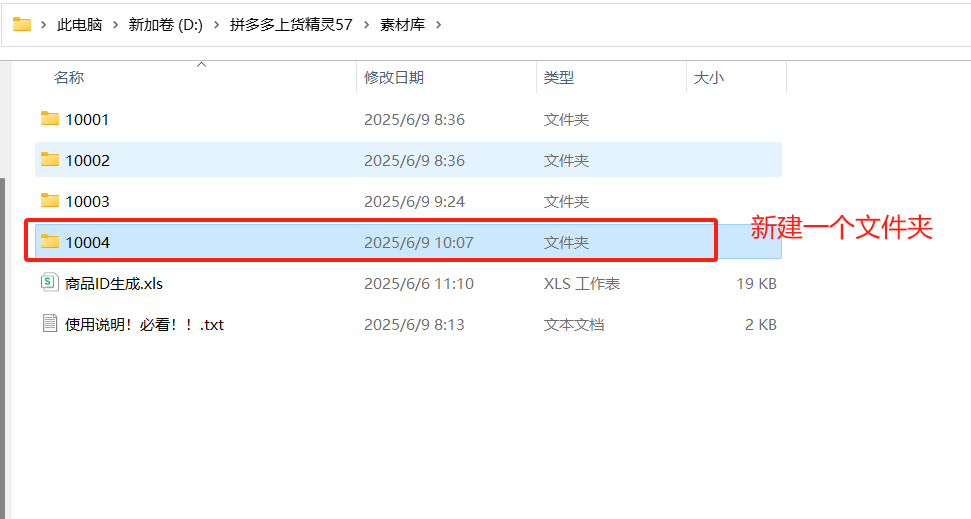 此电脑 > 新加卷 (D:) > 拼多多上货精灵57 > 素材库 >
名称 修改日期 类型 大小
10001 2025/6/9 8:36 文件夹
10002 2025/6/9 8:36 文件夹
10003 2025/6/9 9:24 文件夹
10004 2025/6/9 10:07 文件夹 新建一个文件夹
商品ID生成.xls 2025/6/6 11:10 XLS 工作表 19 KB
使用说明！必看！！.txt 2025/6/9 8:13 文本文档 2 KB